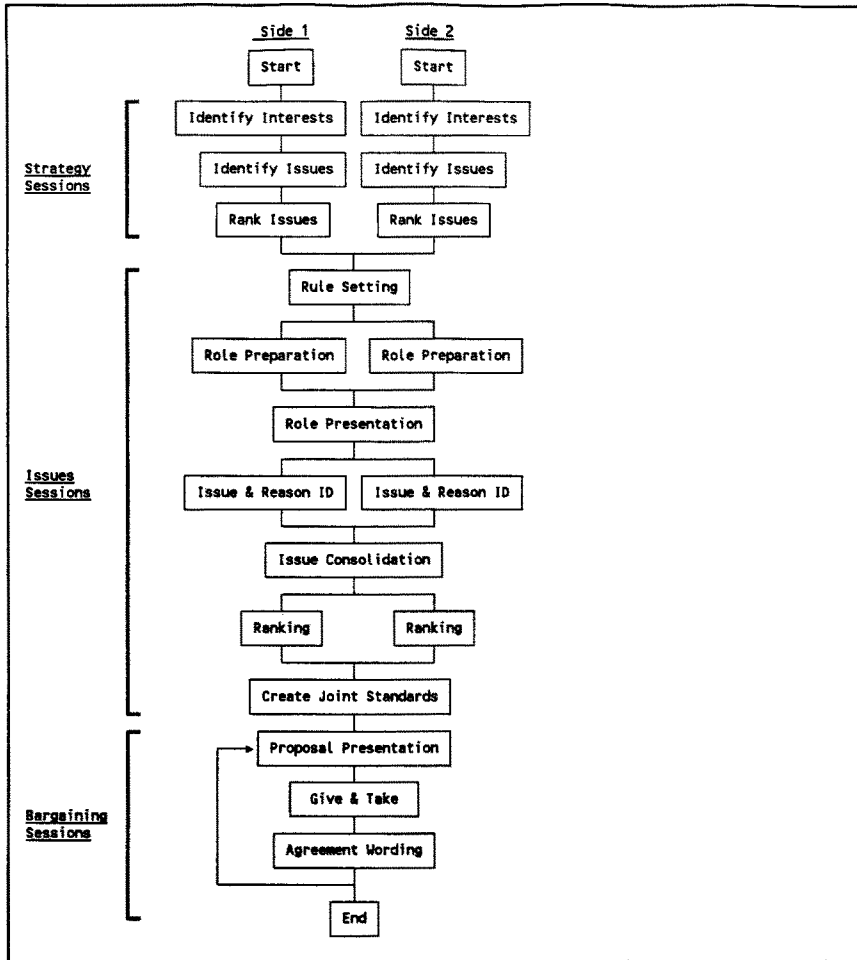 Side 1 Side 2
Start Start
Identify Interests Identify Interests
Strategy
Sessions
Identify Issues Identify Issues
Rank Issues Rank Issues
Rule Setting
Role Preparation Role Preparation
Role Presentation
Issues
Sessions
Issue & Reason ID Issue & Reason ID
Issue Consolidation
Ranking Ranking
Create Joint Standards
Proposal Presentation
Give & Take
Bargaining
Sessions
Agreement Wording
End